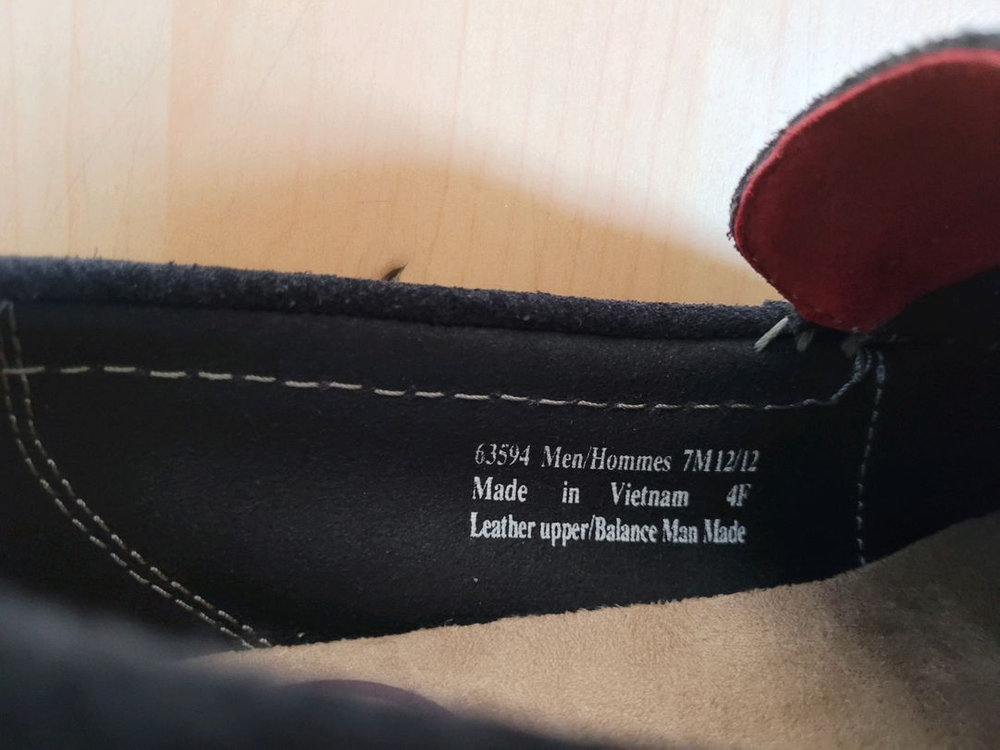 63594 Men/Hommes 7M12/12
Made in Vietnam 4F
Leather upper/Balance Man Made